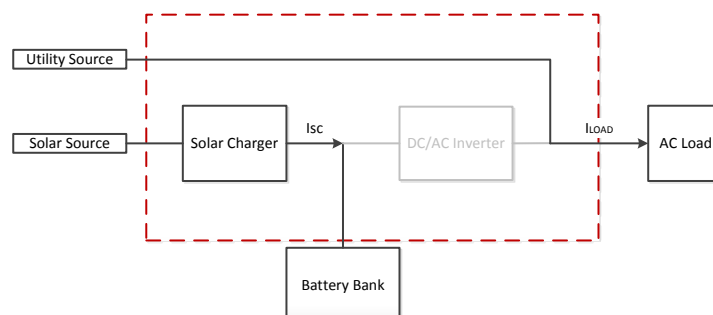 Utility Source
Solar Source
Solar Charger
Isc
DC/AC Inverter
ILOAD
AC Load
Battery Bank